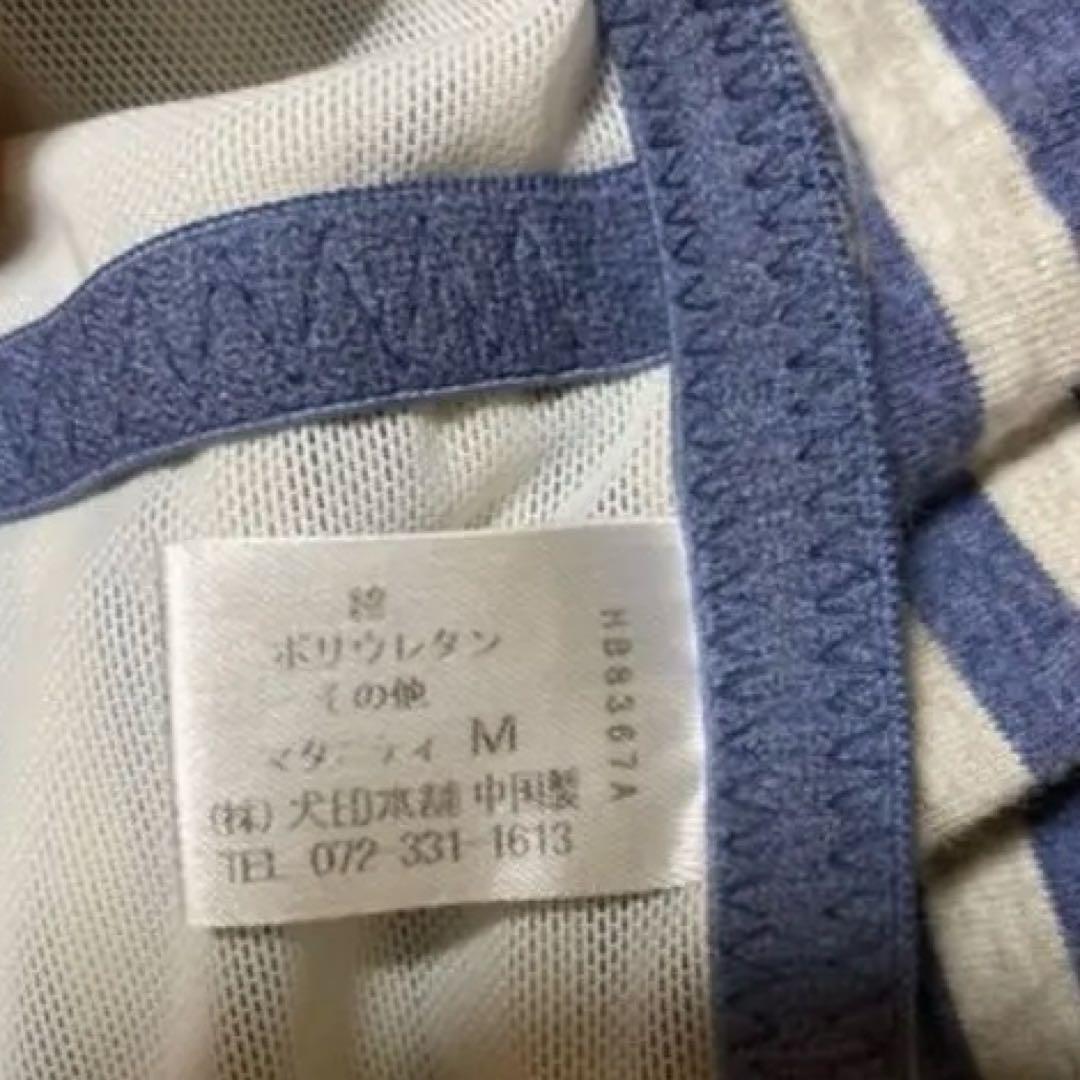 綿
ポリウレタン
その他
マタニティ M
(株) 犬印本舗 中国製
TEL 072-331-1613
HB8367A